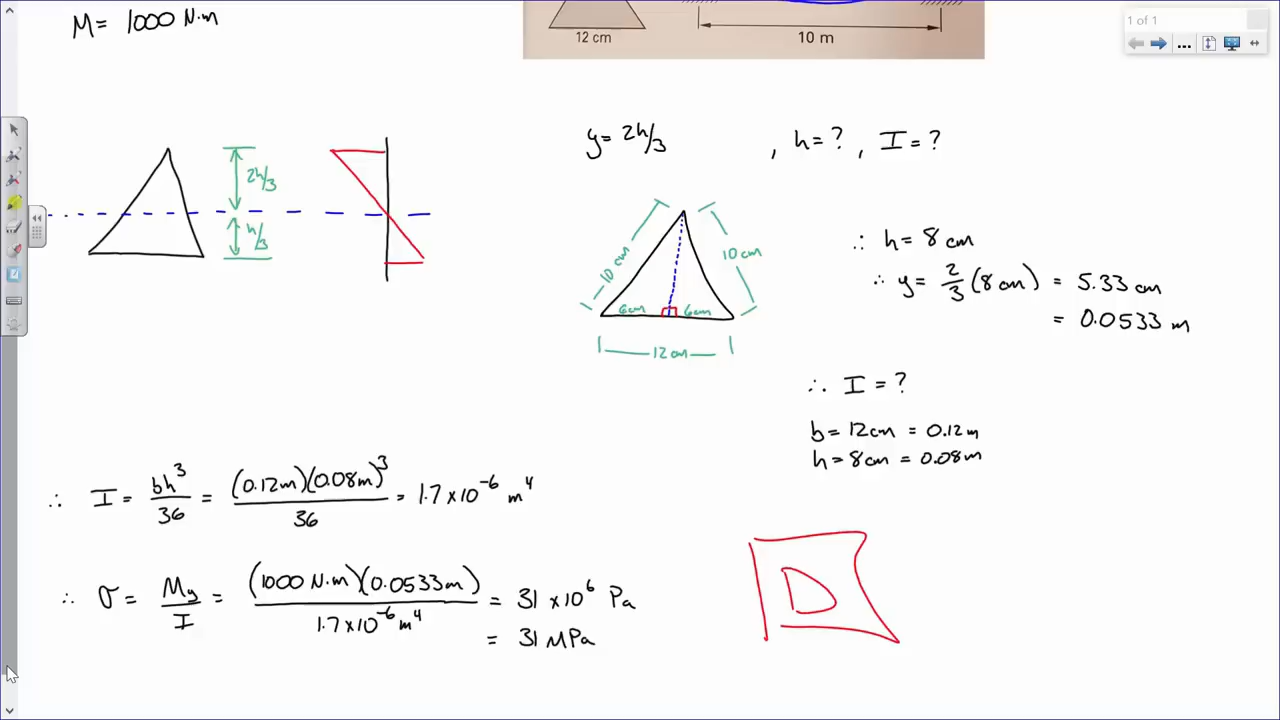 M = 1000 N·m
12 cm
10 m
1 of 1
...
2h/3
h/3
y = 2h/3 , h = ? , I = ?
10 cm
10 cm
6cm 6cm
12 cm
∴ h = 8 cm
∴ y = 2/3 (8 cm) = 5.33 cm
= 0.0533 m
∴ I = ?
b = 12cm = 0.12m
h = 8cm = 0.08m
∴ I = bh³/36 = (0.12m)(0.08m)³/36 = 1.7 x 10⁻⁶ m⁴
∴ σ = My/I = (1000 N·m)(0.0533m)/1.7 x 10⁻⁶ m⁴ = 31 x 10⁶ Pa
= 31 MPa
D